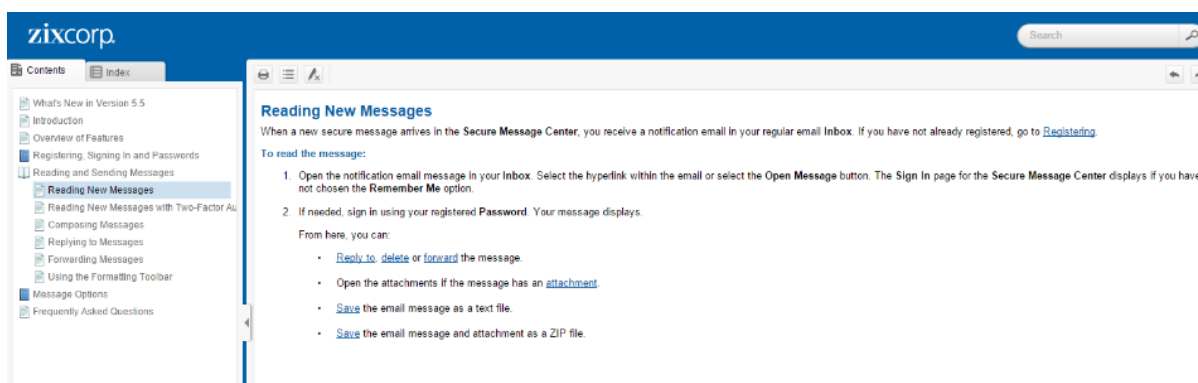 zixcorp.
Search
Contents
Index
What's New in Version 5.5
Introduction
Overview of Features
Registering, Signing In and Passwords
Reading and Sending Messages
Reading New Messages
Reading New Messages with Two-Factor Au
Composing Messages
Replying to Messages
Forwarding Messages
Using the Formatting Toolbar
Message Options
Frequently Asked Questions
Reading New Messages
When a new secure message arrives in the Secure Message Center, you receive a notification email in your regular email Inbox. If you have not already registered, go to Registering.
To read the message:
1. Open the notification email message in your Inbox. Select the hyperlink within the email or select the Open Message button. The Sign In page for the Secure Message Center displays if you have
not chosen the Remember Me option.
2. If needed, sign in using your registered Password. Your message displays.
From here, you can:
• Reply to, delete or forward the message.
• Open the attachments if the message has an attachment.
• Save the email message as a text file.
• Save the email message and attachment as a ZIP file.